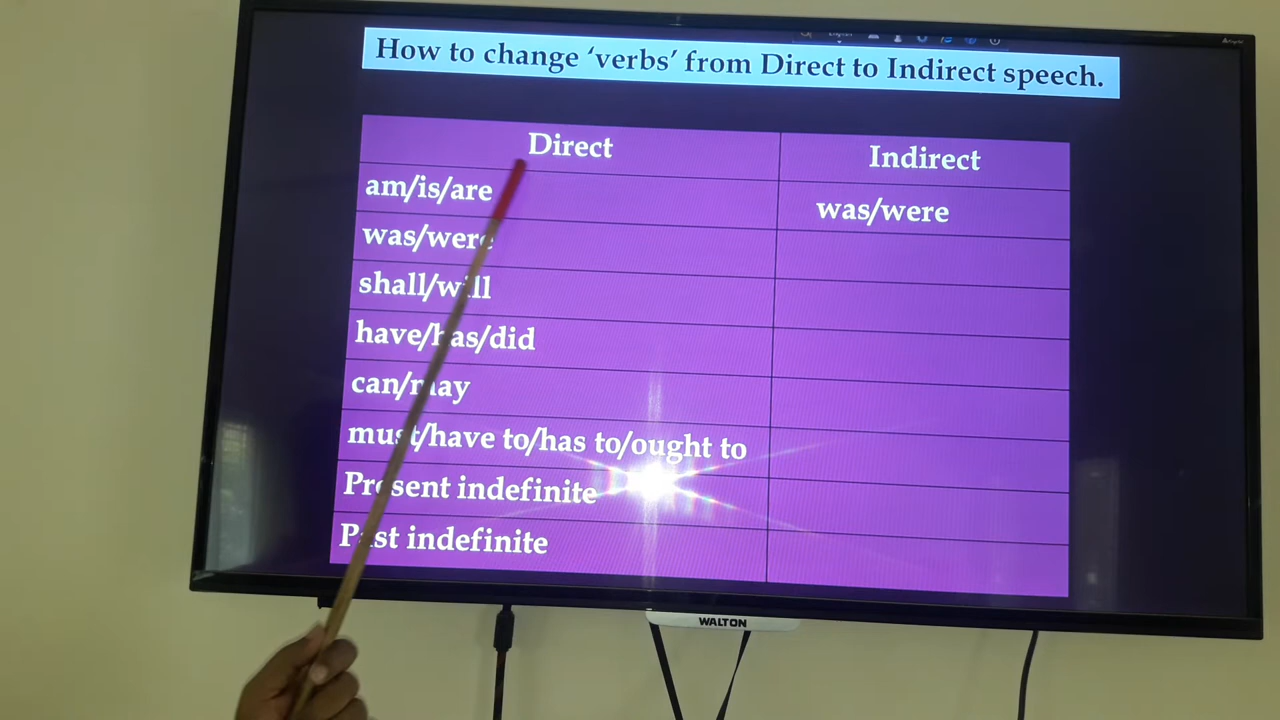 How to change ‘verbs’ from Direct to Indirect speech.
Direct Indirect
am/is/are was/were
was/were
shall/will
have/has/did
can/may
must/have to/has to/ought to
Present indefinite
Past indefinite
WALTON